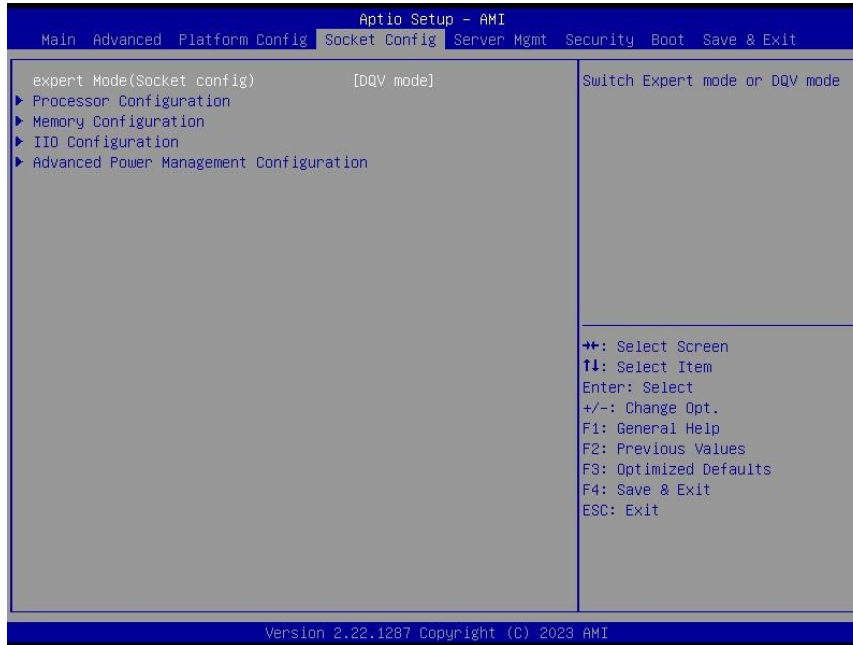 Aptio Setup – AMI
Main Advanced Platform Config Socket Config Server Mgmt Security Boot Save & Exit
expert Mode(Socket config) [DQV mode]
Processor Configuration
Memory Configuration
IIO Configuration
Advanced Power Management Configuration
Switch Expert mode or DQV mode
→←: Select Screen
↑↓: Select Item
Enter: Select
+/-: Change Opt.
F1: General Help
F2: Previous Values
F3: Optimized Defaults
F4: Save & Exit
ESC: Exit
Version 2.22.1287 Copyright (C) 2023 AMI